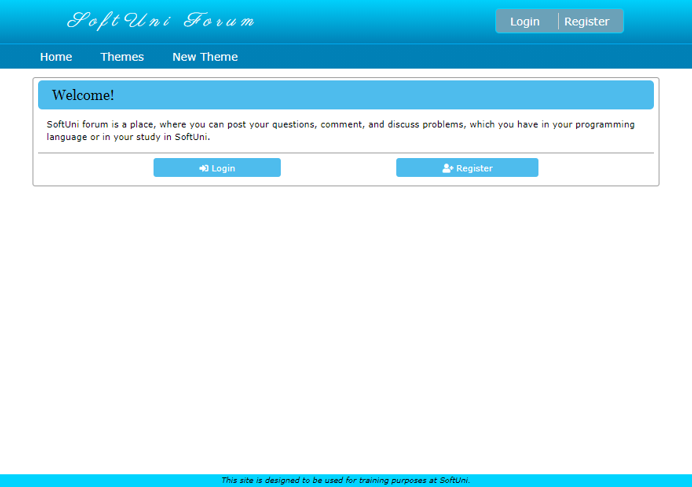 SoftUni Forum
Login Register
Home Themes New Theme
Welcome!
SoftUni forum is a place, where you can post your questions, comment, and discuss problems, which you have in your programming
language or in your study in SoftUni.
Login Register
This site is designed to be used for training purposes at SoftUni.